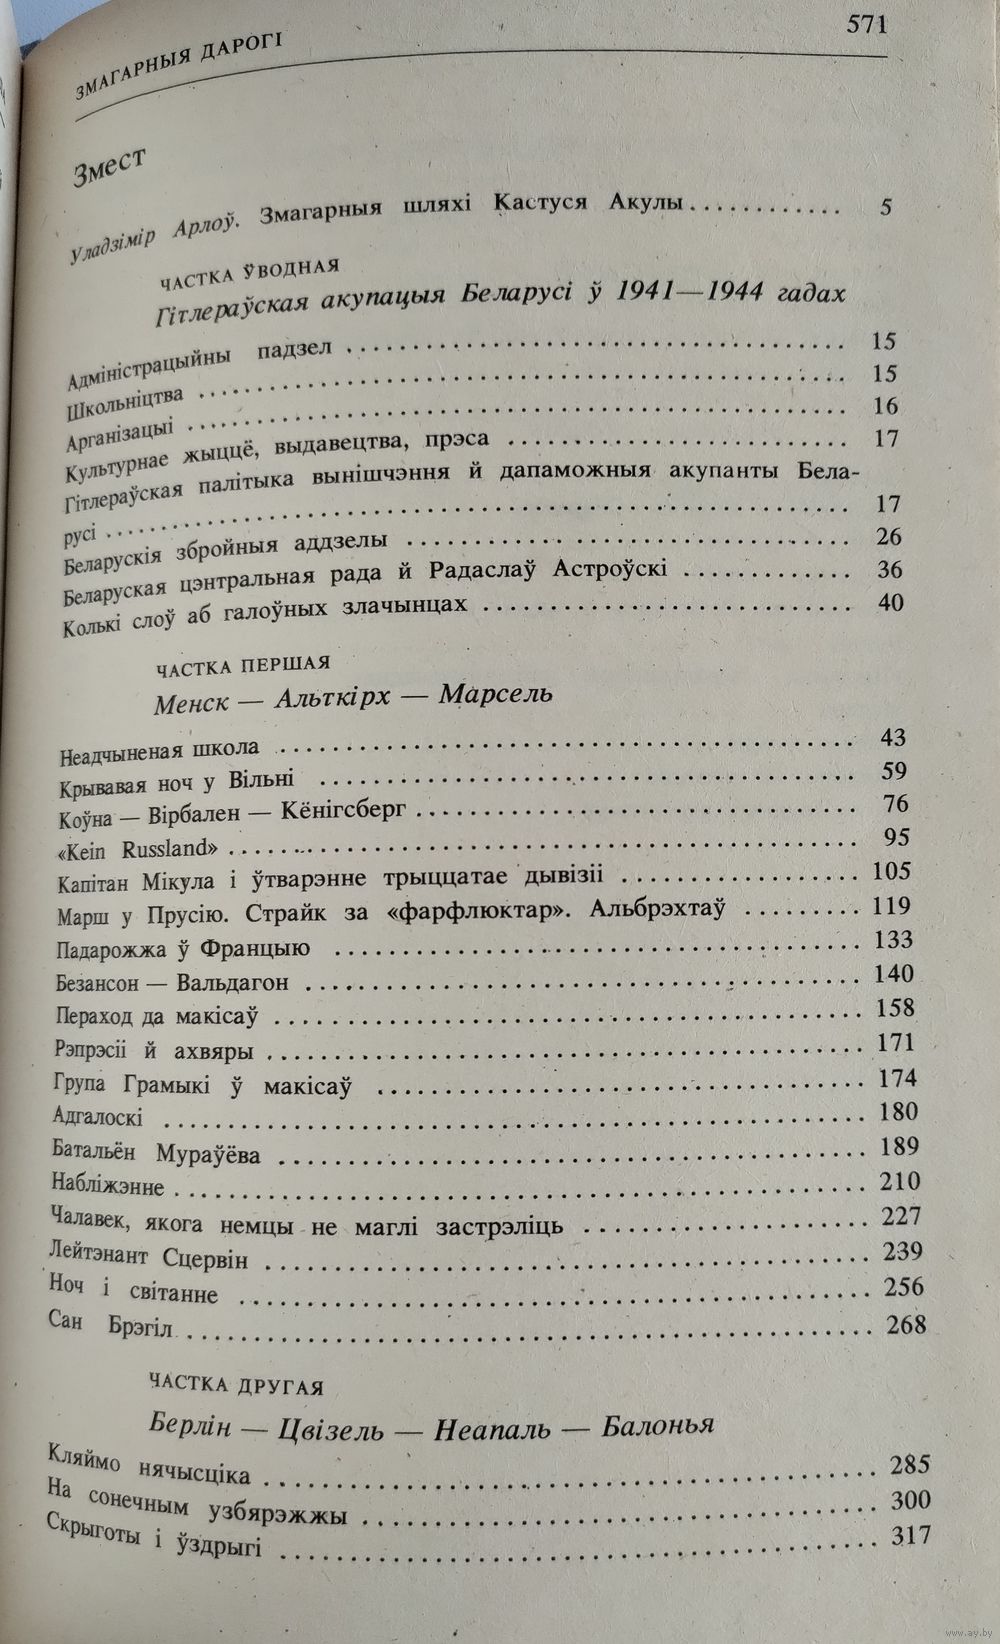 ЗМАГАРНЫЯ ДАРОГІ 571
Змест
Уладзімір Арлоў. Змагарныя шляхі Кастуся Акулы............ 5
ЧАСТКА ЎВОДНАЯ
Гітлераўская акупацыя Беларусі ў 1941—1944 гадах
Адміністрацыйны падзел ........................................ 15
Школьніцтва ........................................ 15
Арганізацыі ........................................ 16
Культурнае жыццё, выдавецтва, прэса ........................ 17
Гітлераўская палітыка вынішчэння й дапаможныя акупанты Бела-
русі ........................................ 17
Беларускія збройныя аддзелы ................................ 26
Беларуская цэнтральная рада й Радаслаў Астроўскі ............ 36
Колькі слоў аб галоўных злачынцах ........................... 40
ЧАСТКА ПЕРШАЯ
Менск — Альткірх — Марсель
Неадчыненая школа ........................................ 43
Крывавая ноч у Вільні .................................... 59
Коўна — Вірбален — Кёнігсберг .............................. 76
«Kein Russland» ........................................ 95
Капітан Мікула і ўтварэнне трыццатае дывізіі ................. 105
Марш у Прусію. Страйк за «фарфлюктар». Альбрэхтаў ......... 119
Падарожжа ў Францыю ................................... 133
Безансон — Вальдагон ..................................... 140
Пераход да макісаў ....................................... 158
Рэпрэсіі й ахвяры ........................................ 171
Група Грамыкі ў макісаў ................................... 174
Адгалоскі ........................................ 180
Батальён Мураўёва ....................................... 189
Набліжэнне ........................................ 210
Чалавек, якога немцы не маглі застрэліць .................... 227
Лейтэнант Сцервін ....................................... 239
Ноч і світанне ........................................ 256
Сан Брэгіл ........................................ 268
ЧАСТКА ДРУГАЯ
Берлін — Цвізель — Неапаль — Балонья
Кляймо нячысціка ........................................ 285
На сонечным узбярэжжы .................................. 300
Скрыготы і ўздрыгі ........................................ 317
www.ay.by